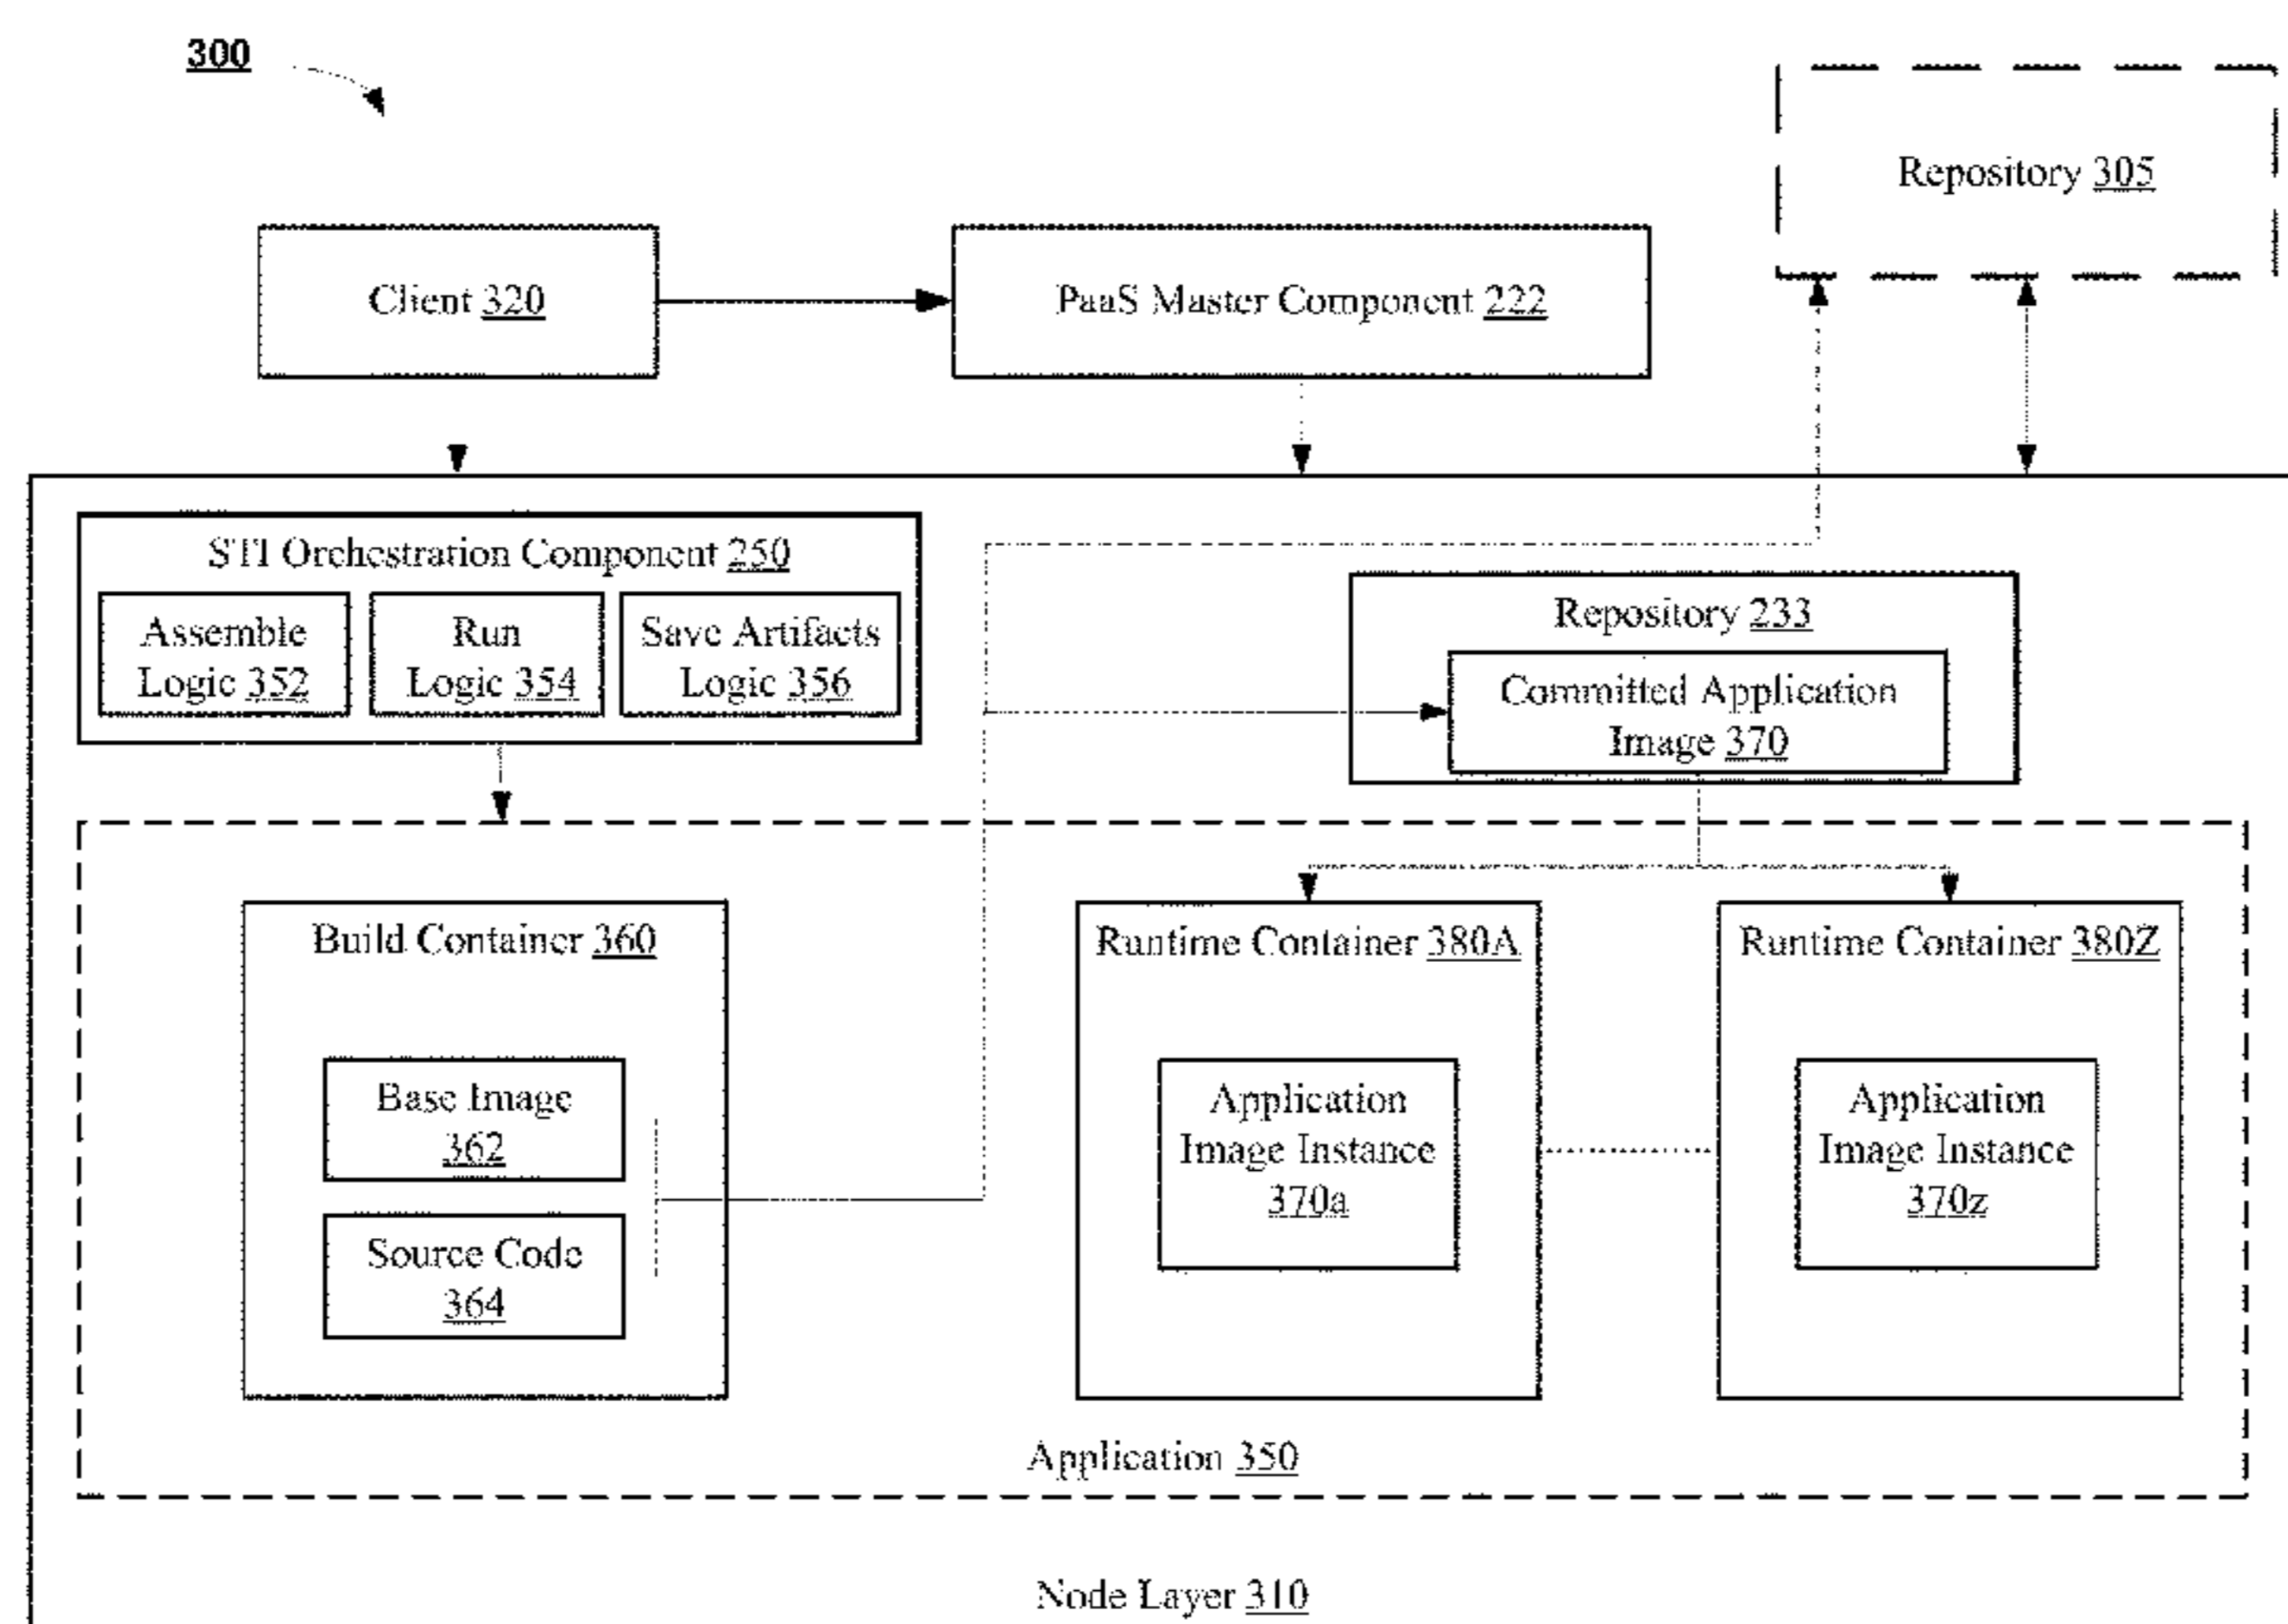 300
Repository 305
Client 320
PaaS Master Component 222
STI Orchestration Component 250
Assemble
Logic 352
Run
Logic 354
Save Artifacts
Logic 356
Repository 233
Committed Application
Image 370
Build Container 360
Base Image
362
Source Code
364
Runtime Container 380A
Application
Image Instance
370a
Runtime Container 380Z
Application
Image Instance
370z
Application 350
Node Layer 310